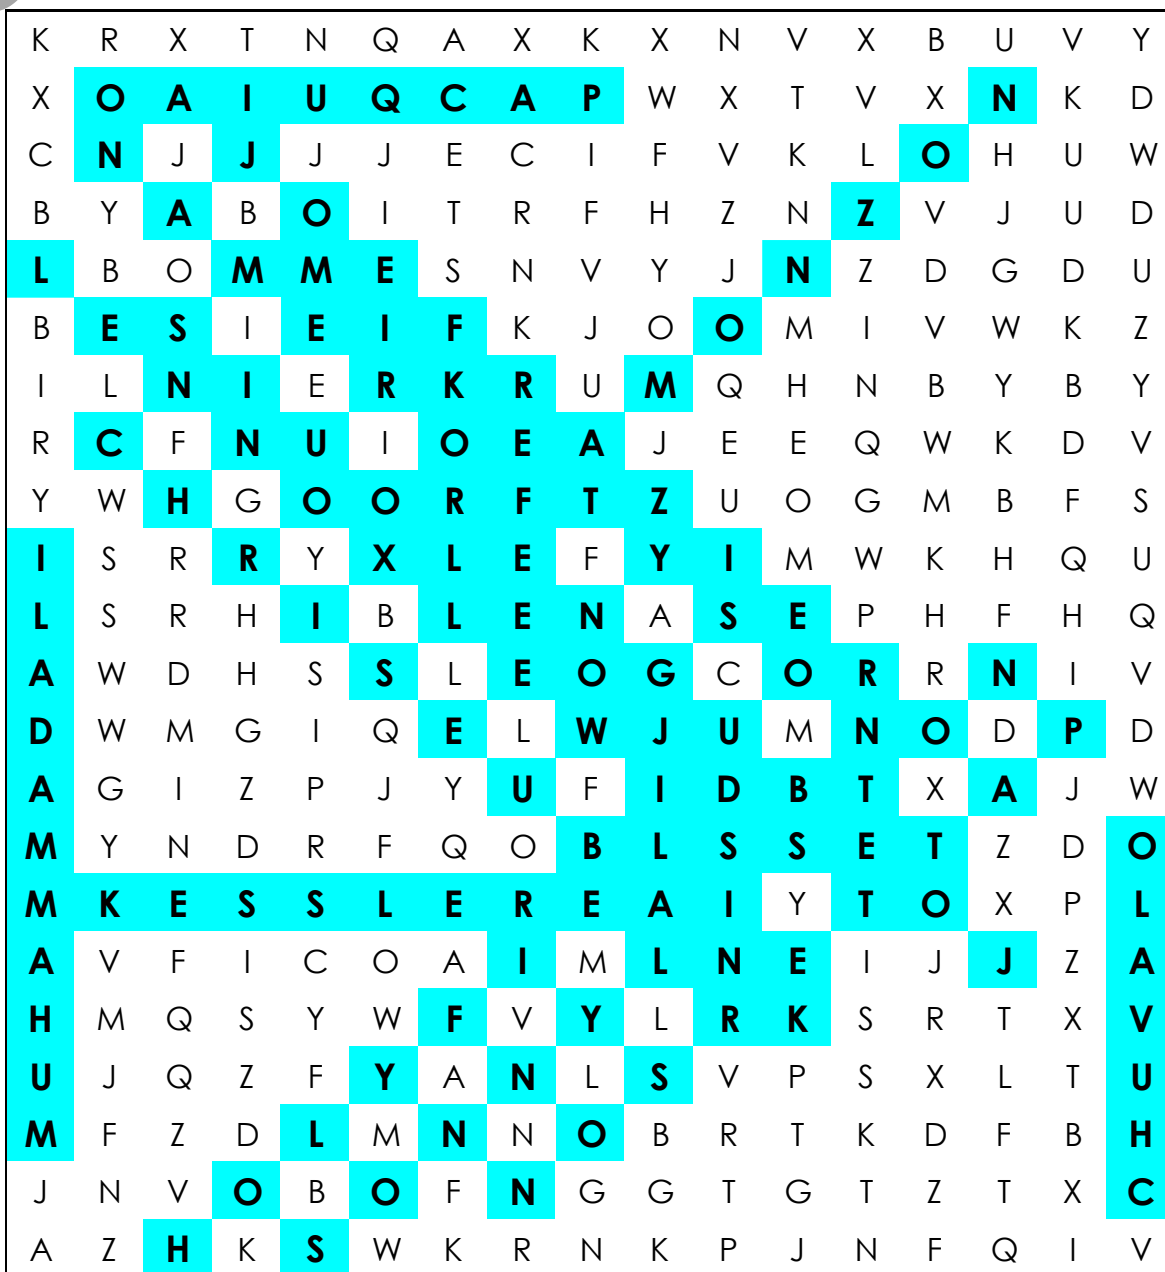 K R X T N Q A X K X N V X B U V Y
X O A I U Q C A P W X T V X N K D
C N J J J J E C I F V K L O H U W
B Y A B O I T R F H Z N Z V J U D
L B O M M E S N V Y J N Z D G D U
B E S I E I F K J O O M I V W K Z
I L N I E R K R U M Q H N B Y B Y
R C F N U I O E A J E E Q W K D V
Y W H G O O R F T Z U O G M B F S
I S R R Y X L E F Y I M W K H Q U
L S R H I B L E N A S E P H F H Q
A W D H S S L E O G C O R R N I V
D W M G I Q E L W J U M N O D P D
A G I Z P J Y U F I D B T X A J W
M Y N D R F Q O B L S S E T Z D O
M K E S S L E R E A I Y T O X P L
A V F I C O A I M L N E I J J Z A
H M Q S Y W F V Y L R K S R T X V
U J Q Z F Y A N L S V P S X L T U
M F Z D L M N N O B R T K D F B H
J N V O B O F N G G T G T Z T X C
A Z H K S W K R N K P J N F Q I V